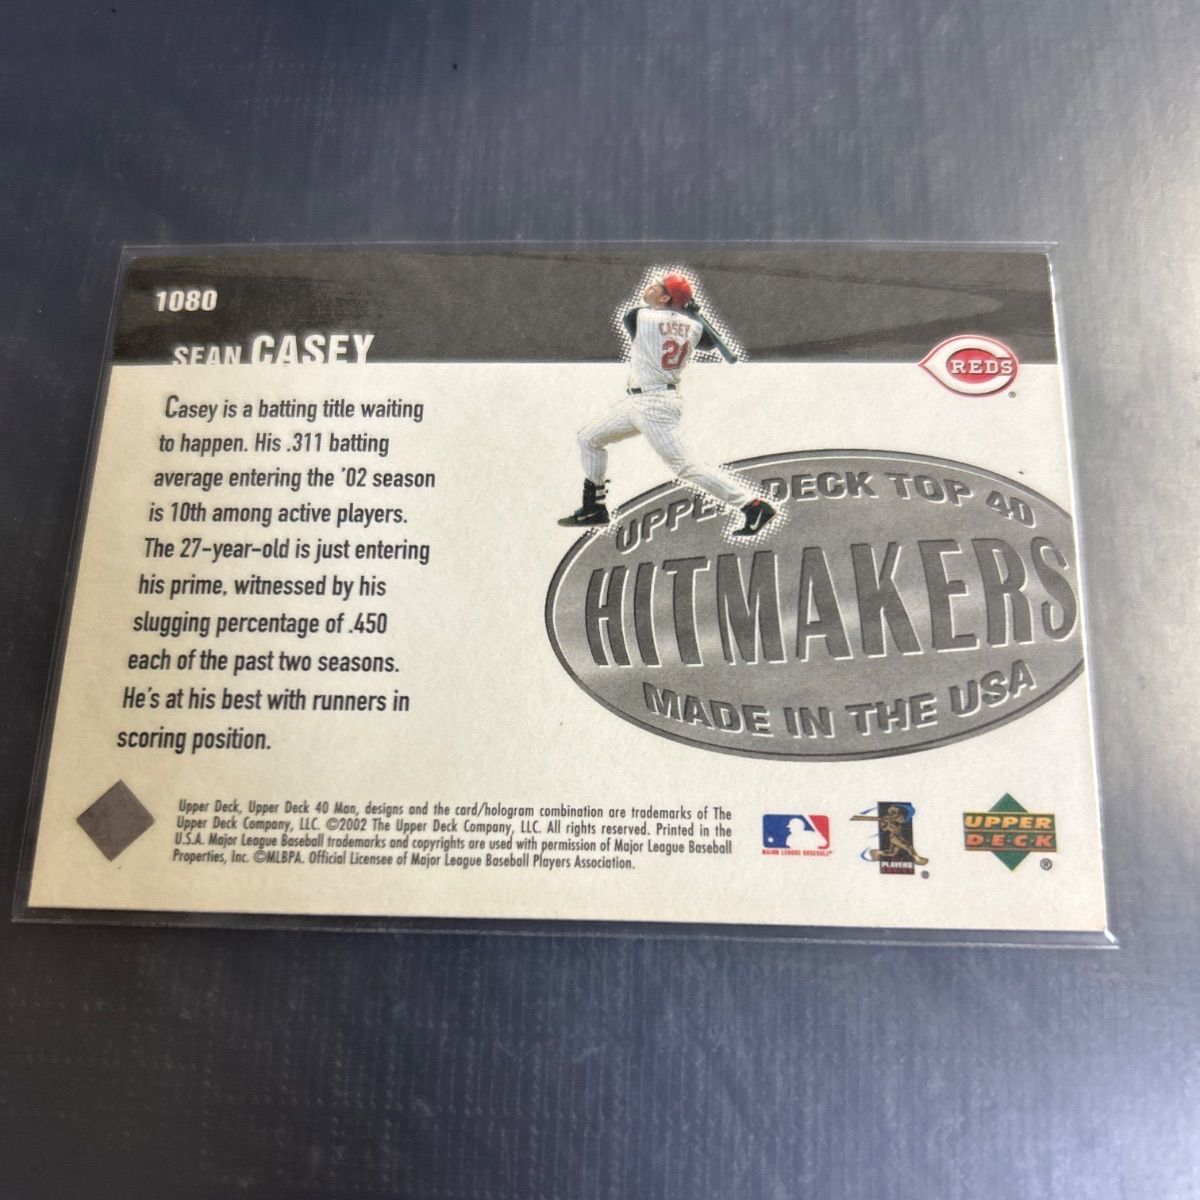 1080
SEAN CASEY
Casey is a batting title waiting
to happen. His .311 batting
average entering the '02 season
is 10th among active players.
The 27-year-old is just entering
his prime, witnessed by his
slugging percentage of .450
each of the past two seasons.
He's at his best with runners in
scoring position.
CASEY
21
REDS
®
UPPER DECK TOP 40
HITMAKERS
MADE IN THE USA
Upper Deck, Upper Deck 40 Man, designs and the card/hologram combination are trademarks of The
Upper Deck Company, LLC. ©2002 The Upper Deck Company, LLC. All rights reserved. Printed in the
U.S.A. Major League Baseball trademarks and copyrights are used with permission of Major League Baseball
Properties, Inc. ©MLBPA. Official Licensee of Major League Baseball Players Association.
MAJOR LEAGUE BASEBALL
PLAYERS
CHOICE
®
UPPER
D·E·C·K
®